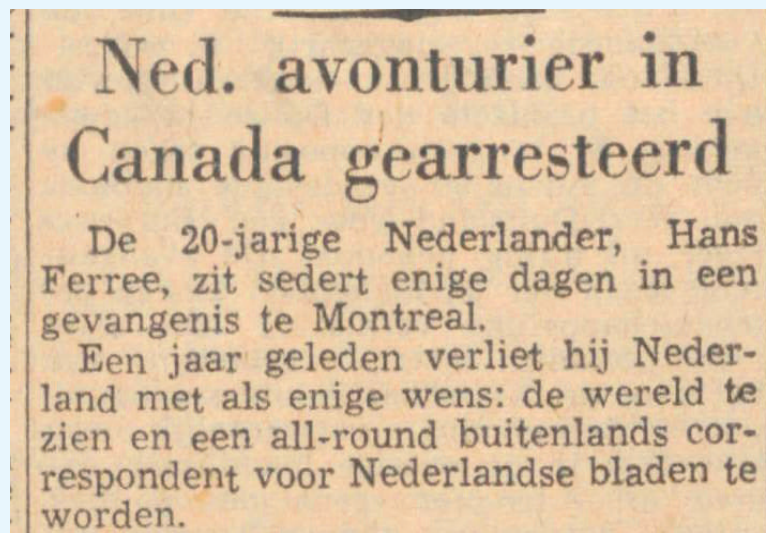 Ned. avonturier in
Canada gearresteerd
De 20-jarige Nederlander, Hans
Ferree, zit sedert enige dagen in een
gevangenis te Montreal.
Een jaar geleden verliet hij Neder-
land met als enige wens: de wereld te
zien en een all-round buitenlands cor-
respondent voor Nederlandse bladen te
worden.